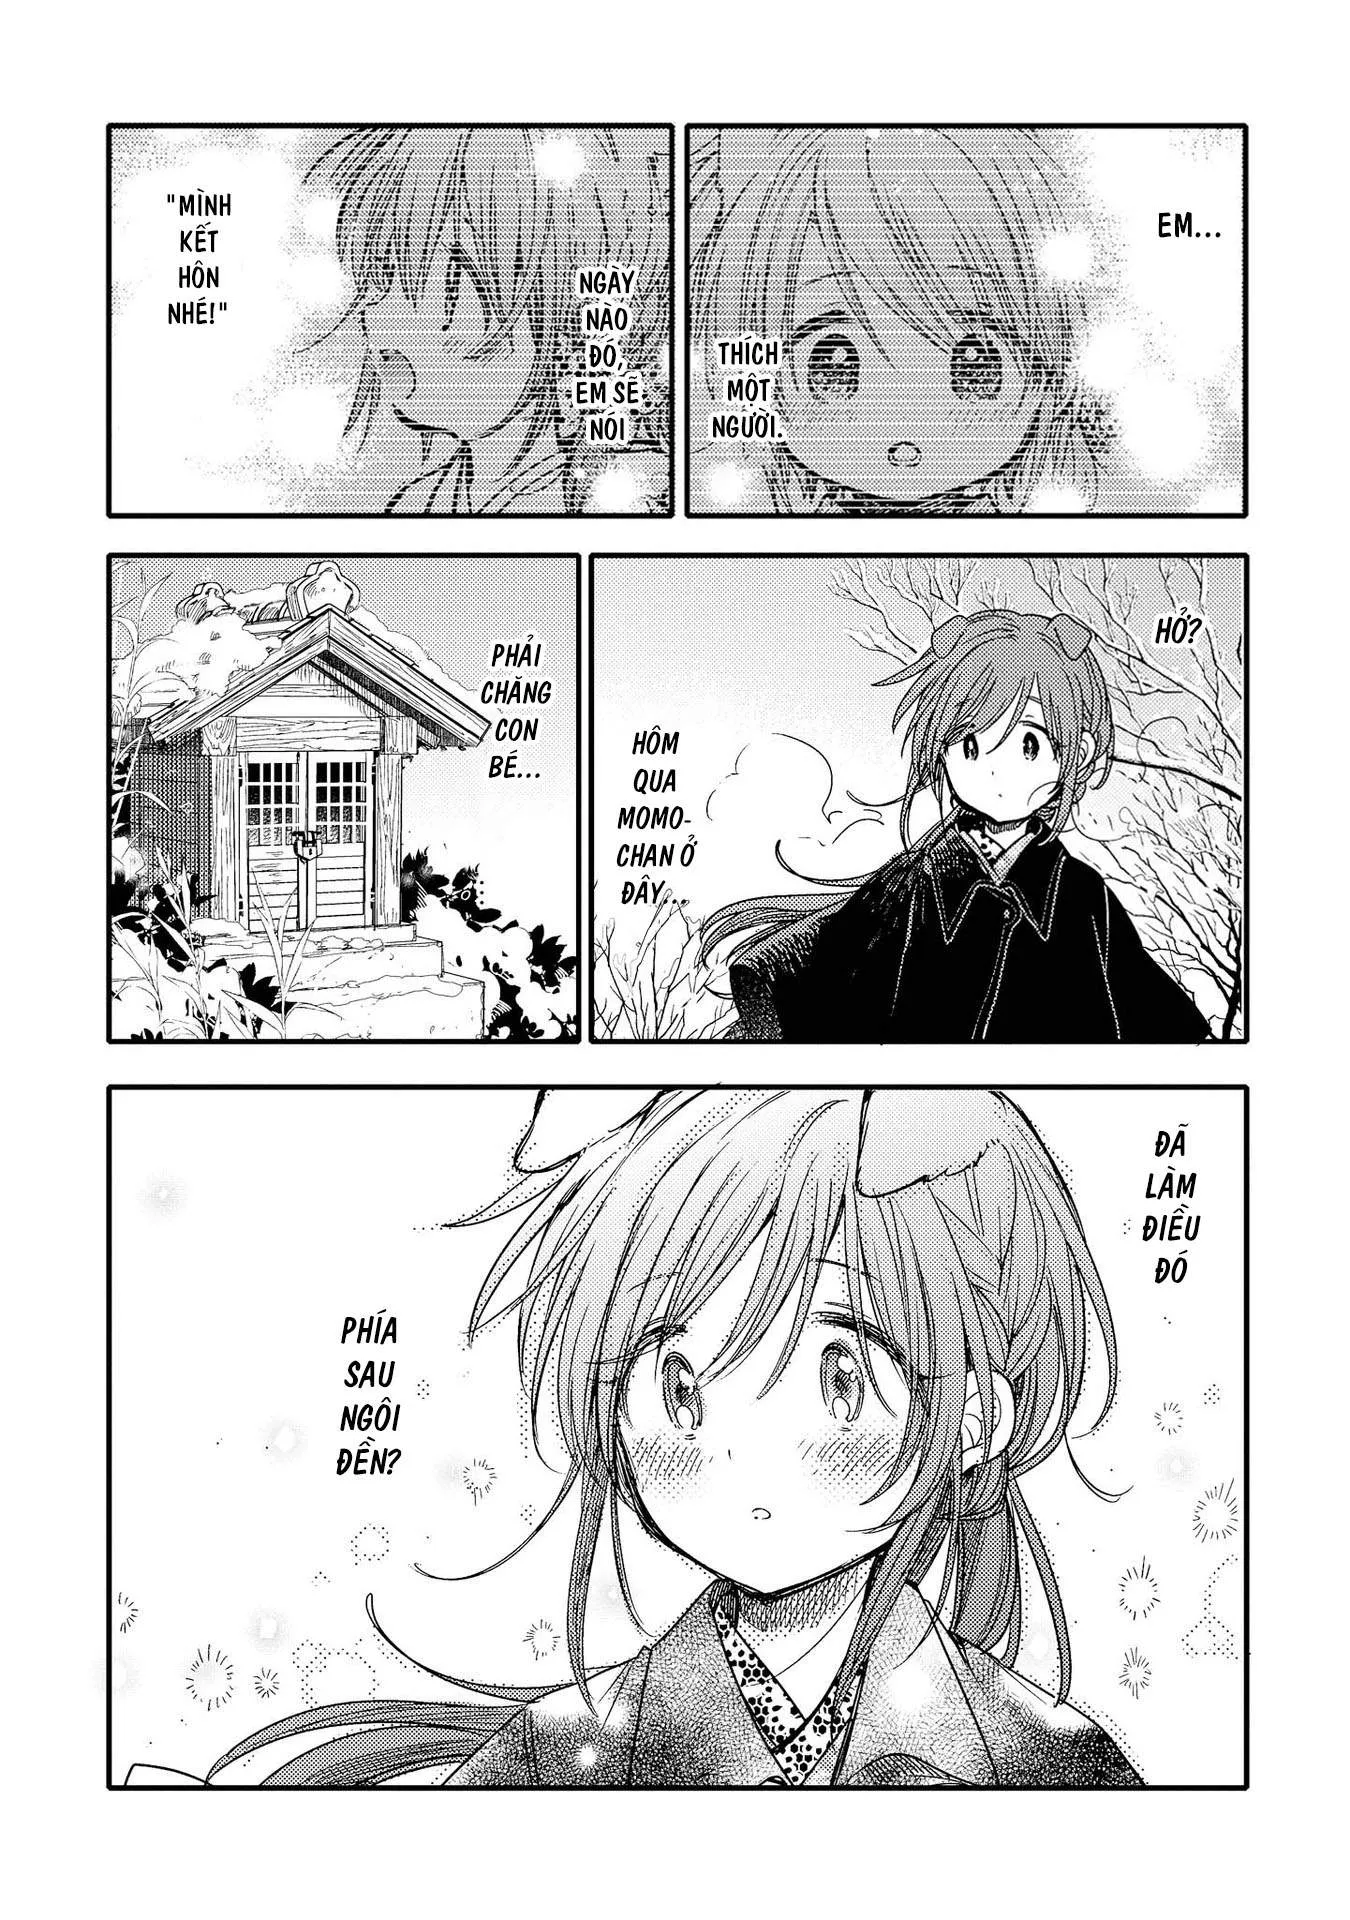 EM...
THÍCH
MỘT
NGƯỜI.
NGÀY
NÀO
ĐÓ,
EM SẼ
NÓI
"MÌNH
KẾT
HÔN
NHÉ!"
HỞ?
HÔM
QUA
MOMO-
CHAN Ở
ĐÂY...
PHẢI
CHĂNG
CON
BÉ...
ĐÃ
LÀM
ĐIỀU
ĐÓ
PHÍA
SAU
NGÔI
ĐỀN?